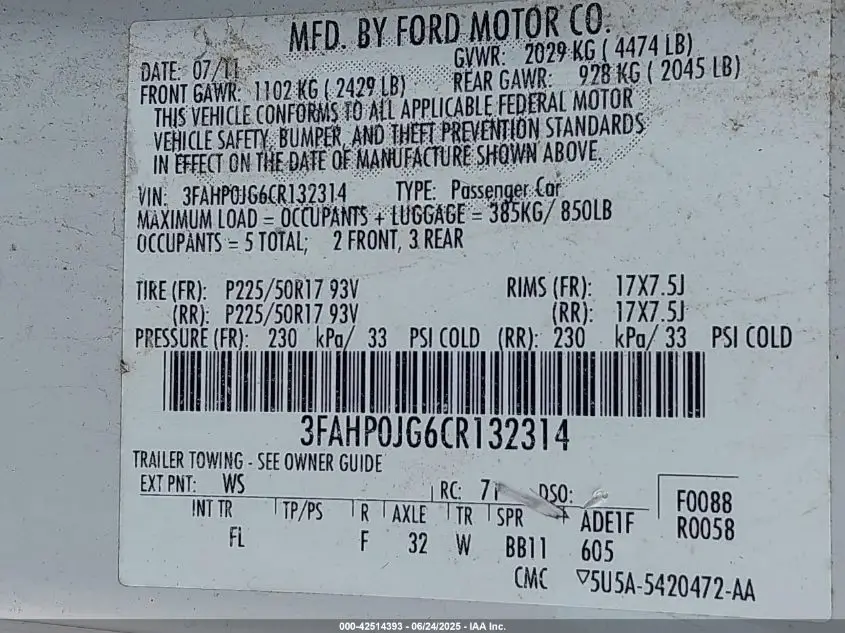 MFD. BY FORD MOTOR CO.
DATE: 07/11 GVWR: 2029 KG ( 4474 LB)
FRONT GAWR: 1102 KG ( 2429 LB) REAR GAWR: 928 KG ( 2045 LB)
THIS VEHICLE CONFORMS TO ALL APPLICABLE FEDERAL MOTOR
VEHICLE SAFETY, BUMPER, AND THEFT PREVENTION STANDARDS
IN EFFECT ON THE DATE OF MANUFACTURE SHOWN ABOVE.
VIN: 3FAHP0JG6CR132314 TYPE: Passenger Car
MAXIMUM LOAD = OCCUPANTS + LUGGAGE = 385KG/ 850LB
OCCUPANTS = 5 TOTAL; 2 FRONT, 3 REAR
TIRE (FR): P225/50R17 93V RIMS (FR): 17X7.5J
(RR): P225/50R17 93V (RR): 17X7.5J
PRESSURE (FR): 230 kPa/ 33 PSI COLD (RR): 230 kPa/ 33 PSI COLD
3FAHP0JG6CR132314
TRAILER TOWING - SEE OWNER GUIDE
EXT PNT: WS RC: DSO: F0088
INT TR TP/PS R AXLE TR SPR ADE1F R0058
FL F 32 W BB11 605
CMC ▽5U5A-5420472-AA
000-42514393 - 06/24/2025 - IAA Inc.